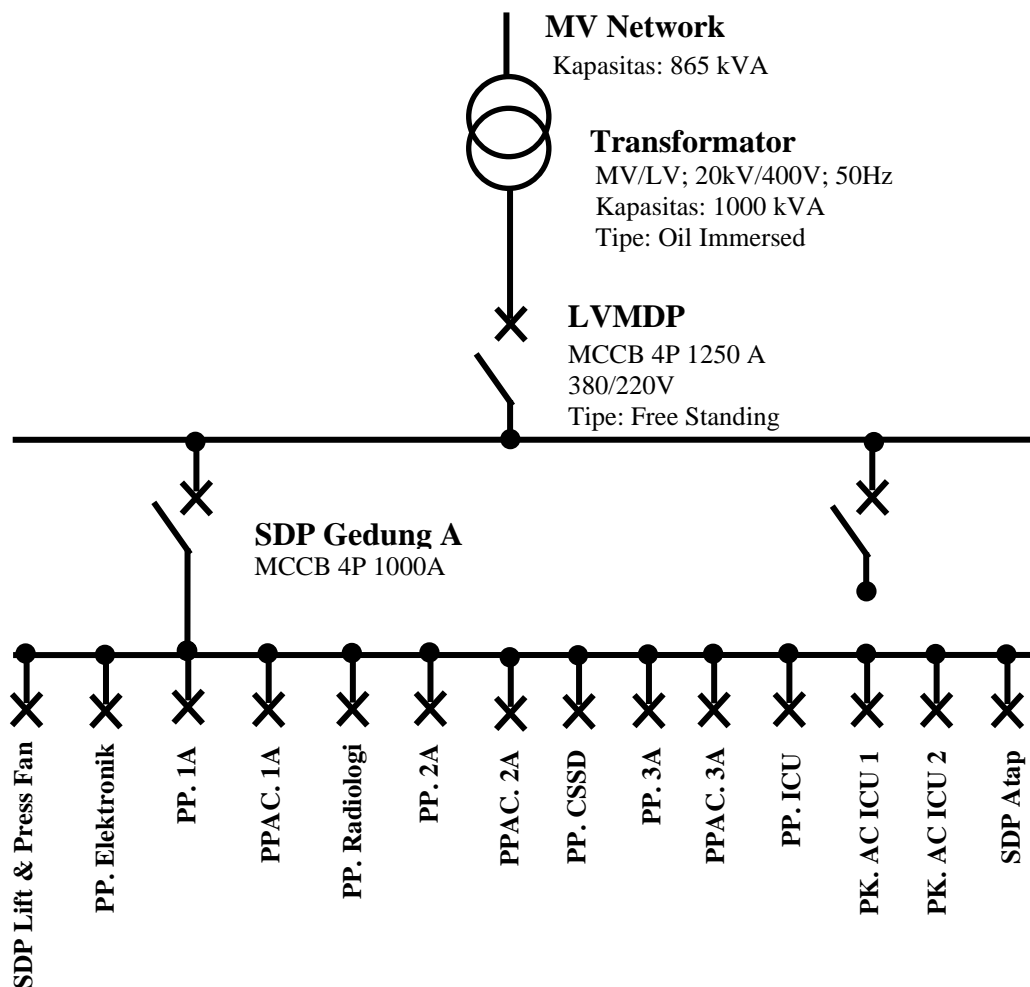 MV Network
Kapasitas: 865 kVA
Transformator
MV/LV; 20kV/400V; 50Hz
Kapasitas: 1000 kVA
Tipe: Oil Immersed
LVMDP
MCCB 4P 1250 A
380/220V
Tipe: Free Standing
SDP Gedung A
MCCB 4P 1000A
SDP Lift & Press Fan
PP. Elektronik
PP. 1A
PPAC. 1A
PP. Radiologi
PP. 2A
PPAC. 2A
PP. CSSD
PP. 3A
PPAC. 3A
PP. ICU
PK. AC ICU 1
PK. AC ICU 2
SDP Atap